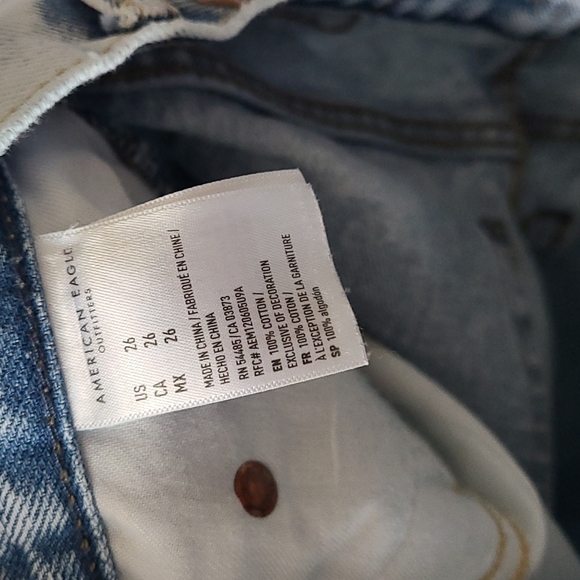 AMERICAN EAGLE
OUTFITTERS
US 26
CA 26
MX 26
MADE IN CHINA / FABRIQUÉ EN CHINE /
HECHO EN CHINA
RN 54485 / CA 03873
RFC# AEM120605U9A
EN 100% COTTON /
EXCLUSIVE OF DECORATION
FR 100% COTON /
À L'EXCEPTION DE LA GARNITURE
SP 100% algodón